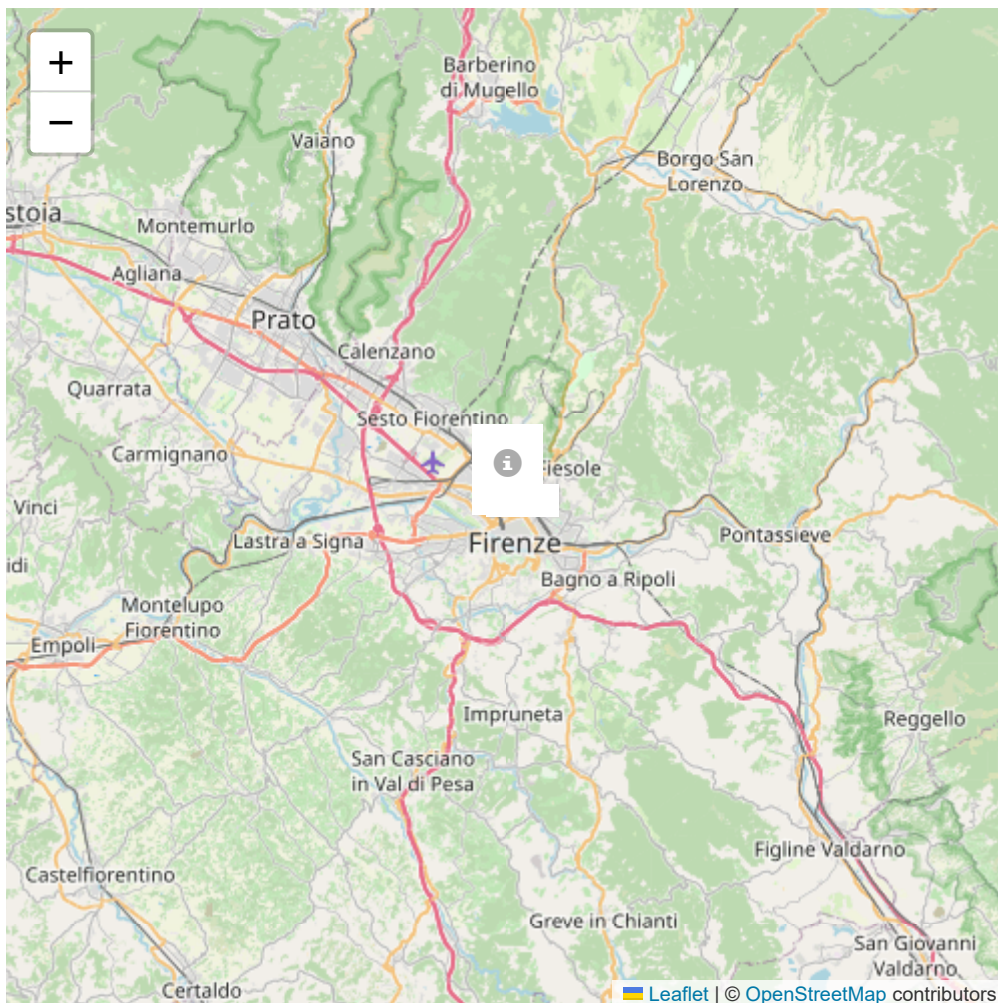 +
−
Barberino
di Mugello
Vaiano
Borgo San
Lorenzo
stoia
Montemurlo
Agliana
Prato
Calenzano
Quarrata
Sesto Fiorentino
Carmignano
i
Fiesole
Vinci
Lastra a Signa
Firenze
Pontassieve
idi
Bagno a Ripoli
Montelupo
Fiorentino
Empoli
Impruneta
Reggello
San Casciano
in Val di Pesa
Figline Valdarno
Castelfiorentino
Greve in Chianti
San Giovanni
Valdarno
Certaldo
Leaflet | © OpenStreetMap contributors